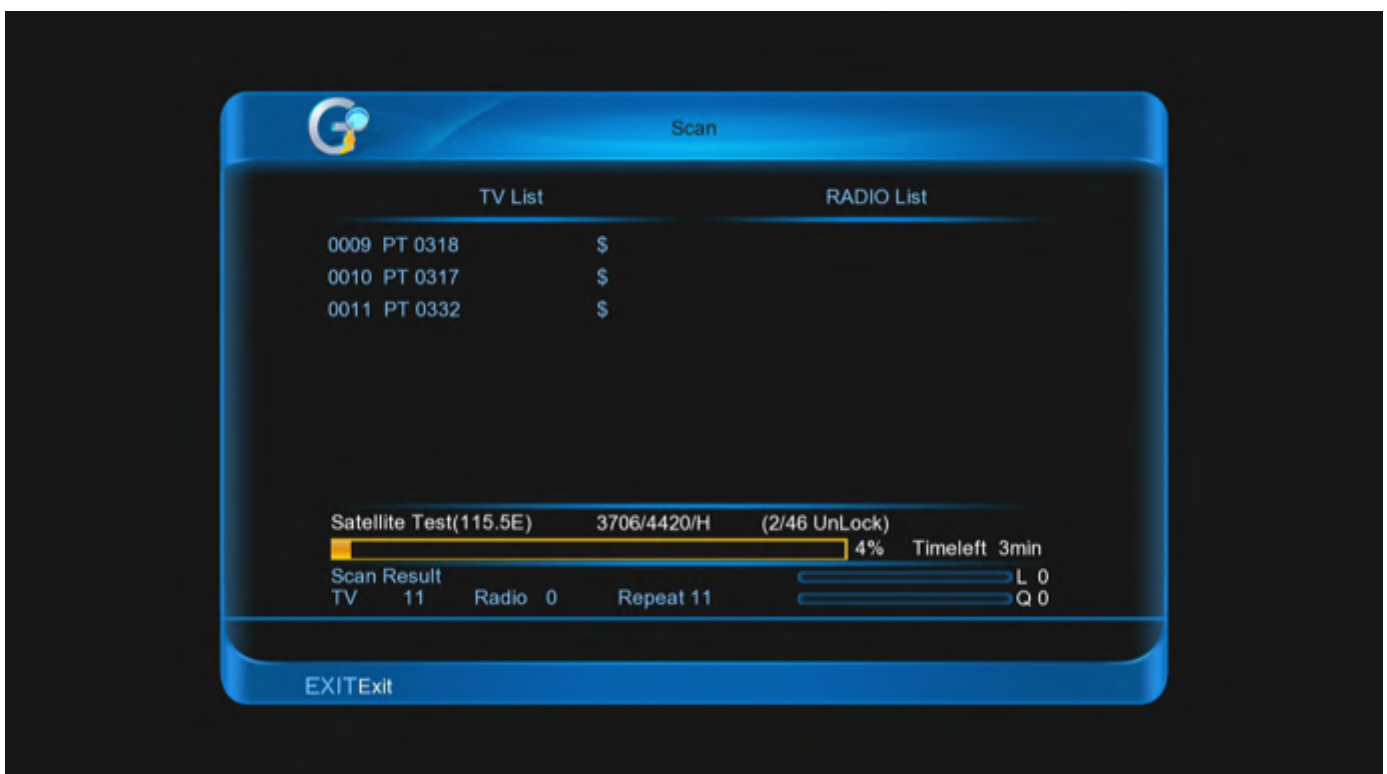 Scan
TV List RADIO List
0009 PT 0318 $
0010 PT 0317 $
0011 PT 0332 $
Satellite Test(115.5E) 3706/4420/H (2/46 UnLock)
4% Timeleft 3min
Scan Result L 0
TV 11 Radio 0 Repeat 11 Q 0
EXITExit